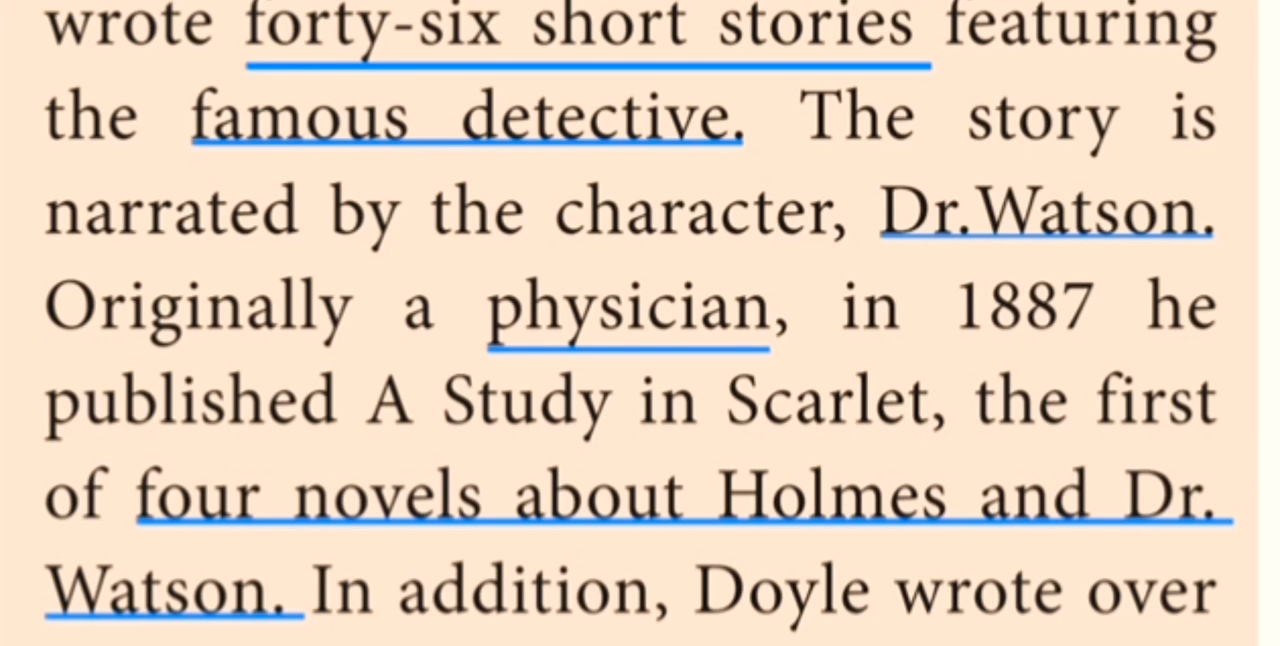 wrote forty-six short stories featuring
the famous detective. The story is
narrated by the character, Dr.Watson.
Originally a physician, in 1887 he
published A Study in Scarlet, the first
of four novels about Holmes and Dr.
Watson. In addition, Doyle wrote over